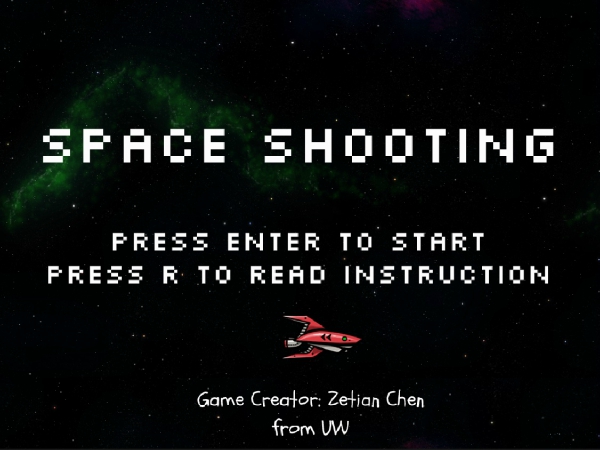 SPACE SHOOTING
PRESS ENTER TO START
PRESS R TO READ INSTRUCTION
Game Creator: Zetian Chen
from UW